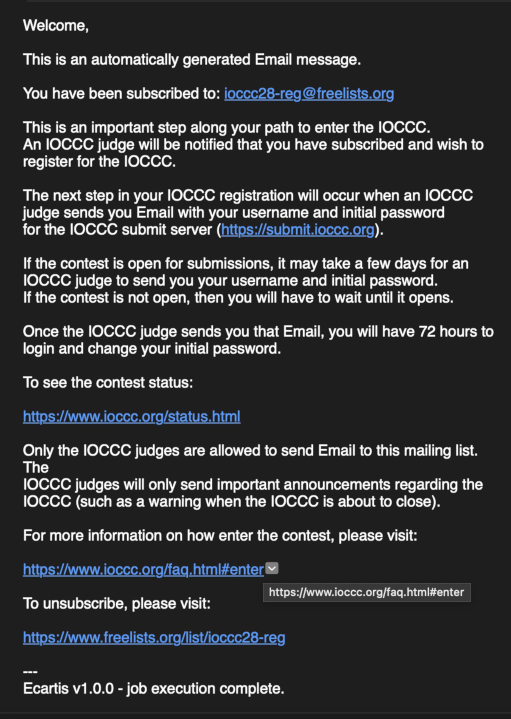 Welcome,
This is an automatically generated Email message.
You have been subscribed to: ioccc28-reg@freelists.org
This is an important step along your path to enter the IOCCC.
An IOCCC judge will be notified that you have subscribed and wish to
register for the IOCCC.
The next step in your IOCCC registration will occur when an IOCCC
judge sends you Email with your username and initial password
for the IOCCC submit server (https://submit.ioccc.org).
If the contest is open for submissions, it may take a few days for an
IOCCC judge to send you your username and initial password.
If the contest is not open, then you will have to wait until it opens.
Once the IOCCC judge sends you that Email, you will have 72 hours to
login and change your initial password.
To see the contest status:
https://www.ioccc.org/status.html
Only the IOCCC judges are allowed to send Email to this mailing list.
The
IOCCC judges will only send important announcements regarding the
IOCCC (such as a warning when the IOCCC is about to close).
For more information on how enter the contest, please visit:
https://www.ioccc.org/faq.html#enter
https://www.ioccc.org/faq.html#enter
To unsubscribe, please visit:
https://www.freelists.org/list/ioccc28-reg
---
Ecartis v1.0.0 - job execution complete.